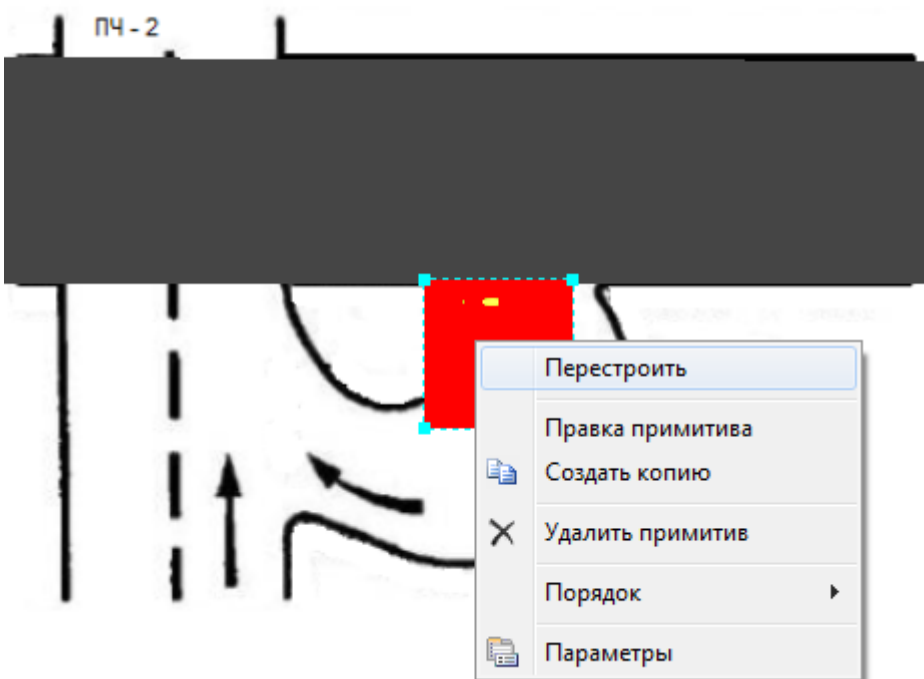 ПЧ - 2
Перестроить
Правка примитива
Создать копию
Удалить примитив
Порядок
Параметры